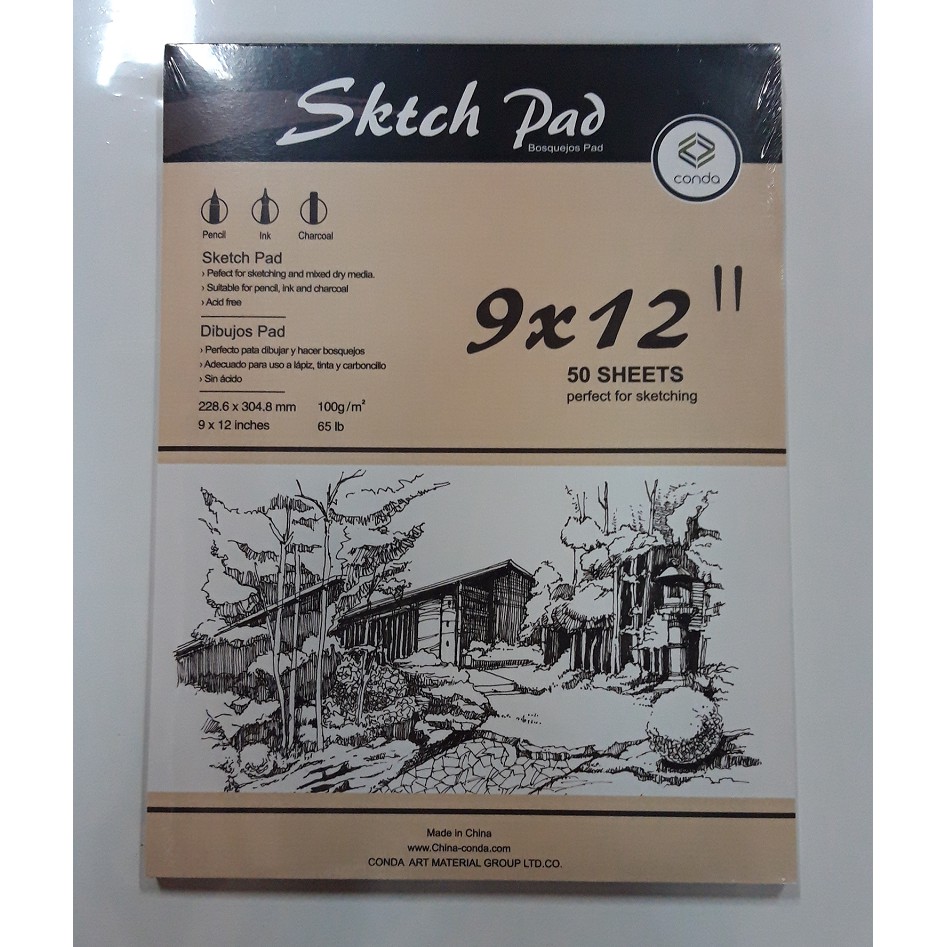 Sktch Pad
Bosquejos Pad
conda
Pencil Ink Charcoal
Sketch Pad
› Pefect for sketching and mixed dry media.
› Suitable for pencil, ink and charcoal
› Acid free
Dibujos Pad
› Perfecto pata dibujar y hacer bosquejos
› Adecuado para uso a lápiz, tinta y carboncillo
› Sin ácido
228.6 x 304.8 mm 100g/m²
9 x 12 inches 65 lb
9x12"
50 SHEETS
perfect for sketching
Made in China
www.China-conda.com
CONDA ART MATERIAL GROUP LTD.CO.